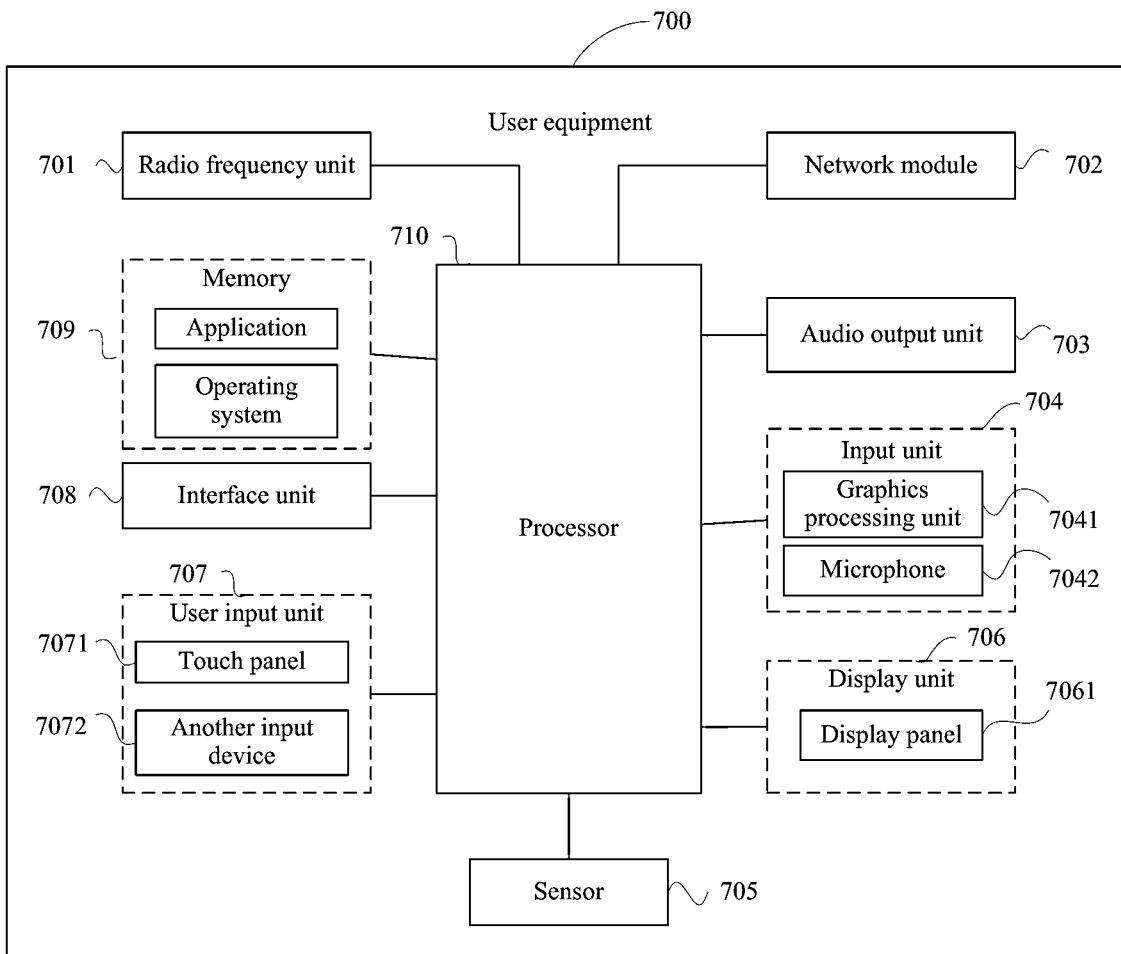 700
User equipment
701
Radio frequency unit
Network module
702
710
Memory
Application
Operating
system
709
Audio output unit
703
704
Input unit
Graphics
processing unit
7041
Microphone
7042
708
Interface unit
Processor
707
User input unit
7071
Touch panel
7072
Another input
device
706
Display unit
7061
Display panel
Sensor
705